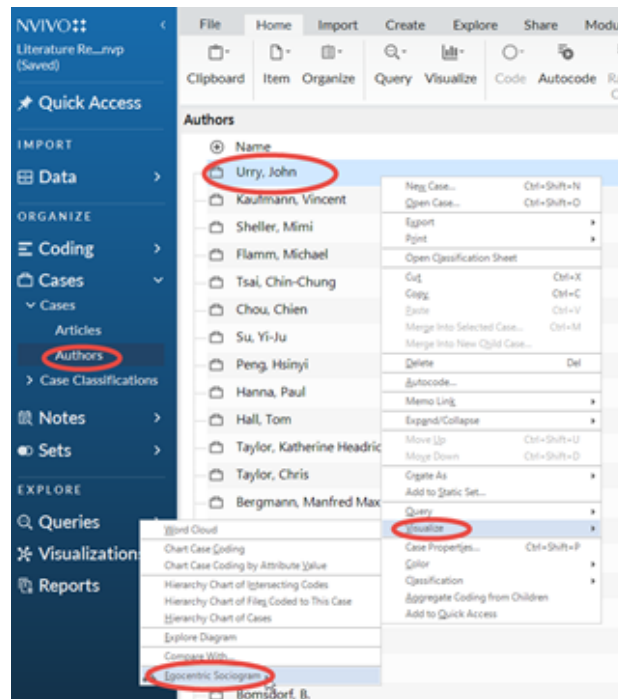 NVIVO
Literature Re...nvp
(Saved)
Quick Access
IMPORT
Data
ORGANIZE
Coding
Cases
Cases
Articles
Authors
Case Classifications
Notes
Sets
EXPLORE
Queries
Visualization
Reports
File Home Import Create Explore Share Modu
Clipboard Item Organize Query Visualize Code Autocode
Authors
Name
Urry, John
Kaufmann, Vincent
Sheller, Mimi
Flamm, Michael
Tsai, Chin-Chung
Chou, Chien
Su, Yi-Ju
Peng, Hsinyi
Hanna, Paul
Hall, Tom
Taylor, Katherine Headric
Taylor, Chris
Bergmann, Manfred Max
Bomsdorf, B.
New Case... Ctrl+Shift+N
Open Case... Ctrl+Shift+O
Export
Print
Open Classification Sheet
Cut Ctrl+X
Copy Ctrl+C
Paste Ctrl+V
Merge Into Selected Case... Ctrl+M
Merge Into New Child Case...
Delete Del
Autocode...
Memo Link
Expand/Collapse
Move Up Ctrl+Shift+U
Move Down Ctrl+Shift+D
Create As
Add to Static Set...
Query
Visualize
Case Properties... Ctrl+Shift+P
Color
Classification
Aggregate Coding from Children
Add to Quick Access
Word Cloud
Chart Case Coding
Chart Case Coding by Attribute Value
Hierarchy Chart of Intersecting Codes
Hierarchy Chart of Files Coded to This Case
Hierarchy Chart of Cases
Explore Diagram
Compare With...
Egocentric Sociogram